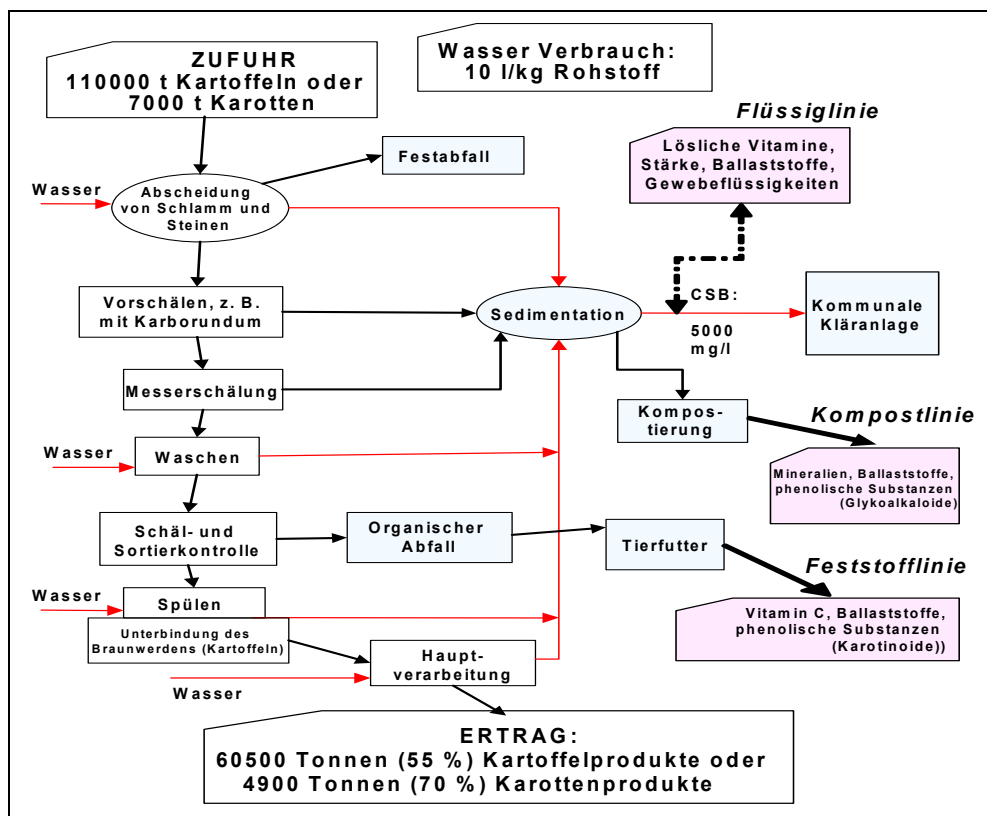 ZUFUHR
110000 t Kartoffeln oder
7000 t Karotten
Wasser Verbrauch:
10 l/kg Rohstoff
Flüssiglinie
Lösliche Vitamine,
Stärke, Ballaststoffe,
Gewebeflüssigkeiten
Festabfall
Wasser
Abscheidung
von Schlamm und
Steinen
Vorschälen, z. B.
mit Karborundum
Sedimentation
CSB:
5000
mg/l
Kommunale
Kläranlage
Messerschälung
Kompos-
tierung
Kompostlinie
Wasser
Waschen
Mineralien, Ballaststoffe,
phenolische Substanzen
(Glykoalkaloide)
Schäl- und
Sortierkontrolle
Organischer
Abfall
Tierfutter
Feststofflinie
Wasser
Spülen
Vitamin C, Ballaststoffe,
phenolische Substanzen
(Karotinoide))
Unterbindung des
Braunwerdens (Kartoffeln)
Haupt-
verarbeitung
Wasser
ERTRAG:
60500 Tonnen (55 %) Kartoffelprodukte oder
4900 Tonnen (70 %) Karottenprodukte